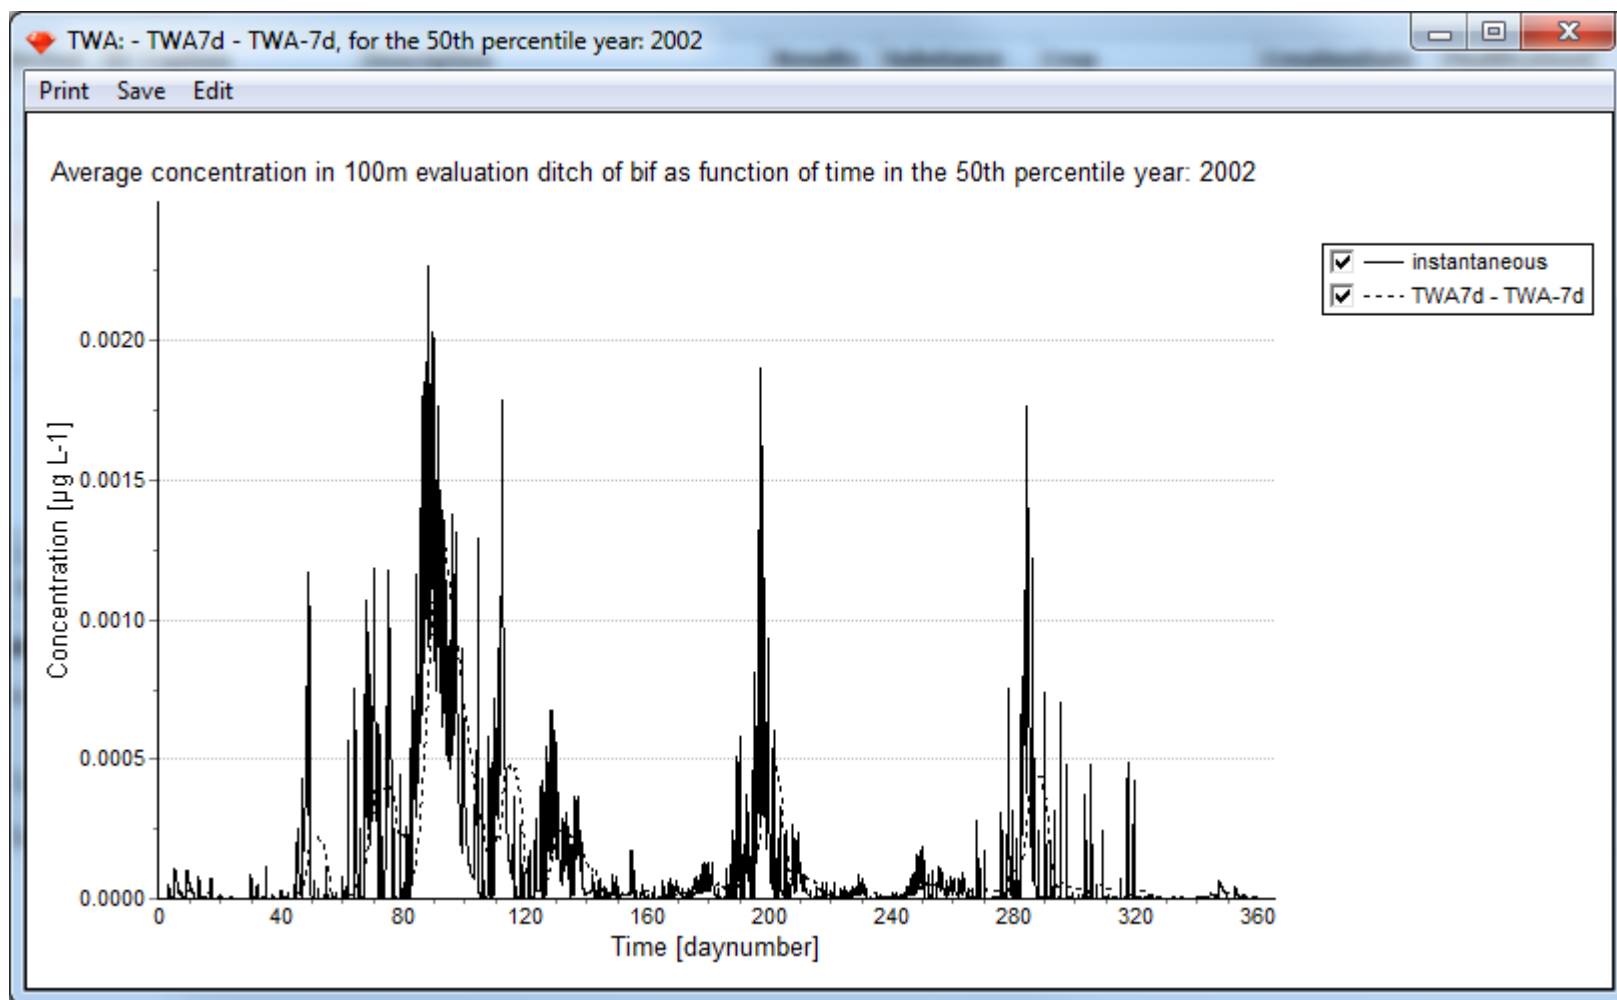 TWA: - TWA7d - TWA-7d, for the 50th percentile year: 2002
Print Save Edit
Average concentration in 100m evaluation ditch of bif as function of time in the 50th percentile year: 2002
instantaneous
TWA7d - TWA-7d
Concentration [µg L-1]
0.0020
0.0015
0.0010
0.0005
0.0000
0 40 80 120 160 200 240 280 320 360
Time [daynumber]